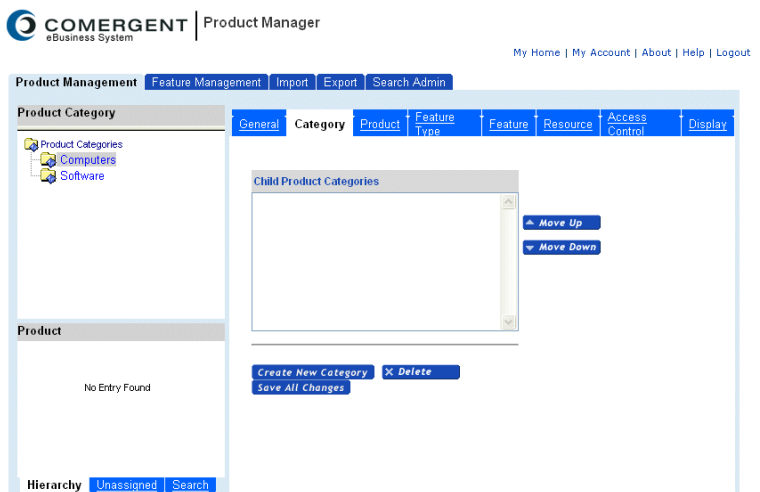 COMERGENT
eBusiness System
Product Manager
My Home | My Account | About | Help | Logout
Product Management Feature Management Import Export Search Admin
Product Category
General Category Product Feature Type Feature Resource Access Control Display
Product Categories
Computers
Software
Child Product Categories
Move Up
Move Down
Product
No Entry Found
Create New Category Delete
Save All Changes
Hierarchy Unassigned Search